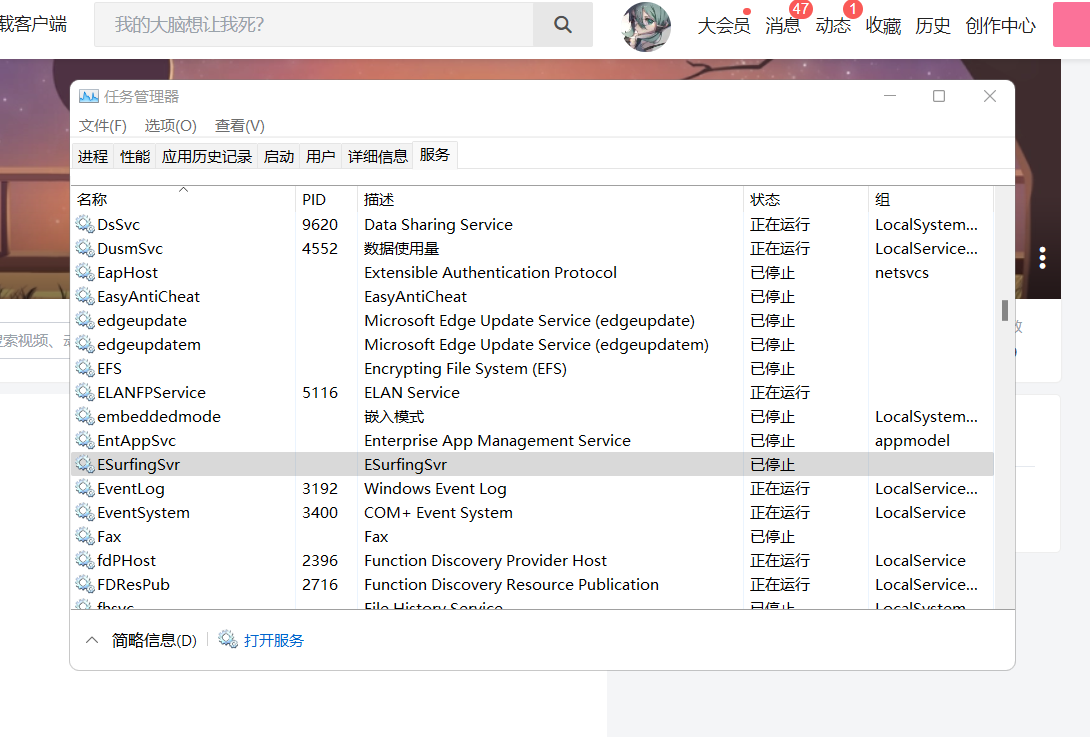 载客户端
我的大脑想让我死?
大会员 消息 47 动态 1 收藏 历史 创作中心
任务管理器
文件(F) 选项(O) 查看(V)
进程 性能 应用历史记录 启动 用户 详细信息 服务
名称 PID 描述 状态 组
DsSvc 9620 Data Sharing Service 正在运行 LocalSystem...
DusmSvc 4552 数据使用量 正在运行 LocalService...
EapHost Extensible Authentication Protocol 已停止 netsvcs
EasyAntiCheat EasyAntiCheat 已停止
edgeupdate Microsoft Edge Update Service (edgeupdate) 已停止
edgeupdatem Microsoft Edge Update Service (edgeupdatem) 已停止
EFS Encrypting File System (EFS) 已停止
ELANFPService 5116 ELAN Service 正在运行
embeddedmode 嵌入模式 已停止 LocalSystem...
EntAppSvc Enterprise App Management Service 已停止 appmodel
ESurfingSvr ESurfingSvr 已停止
EventLog 3192 Windows Event Log 正在运行 LocalService...
EventSystem 3400 COM+ Event System 正在运行 LocalService
Fax Fax 已停止
fdPHost 2396 Function Discovery Provider Host 正在运行 LocalService
FDResPub 2716 Function Discovery Resource Publication 正在运行 LocalService...
fhsvc File History Service 已停止 LocalSystem
搜索视频、动
简略信息(D) 打开服务